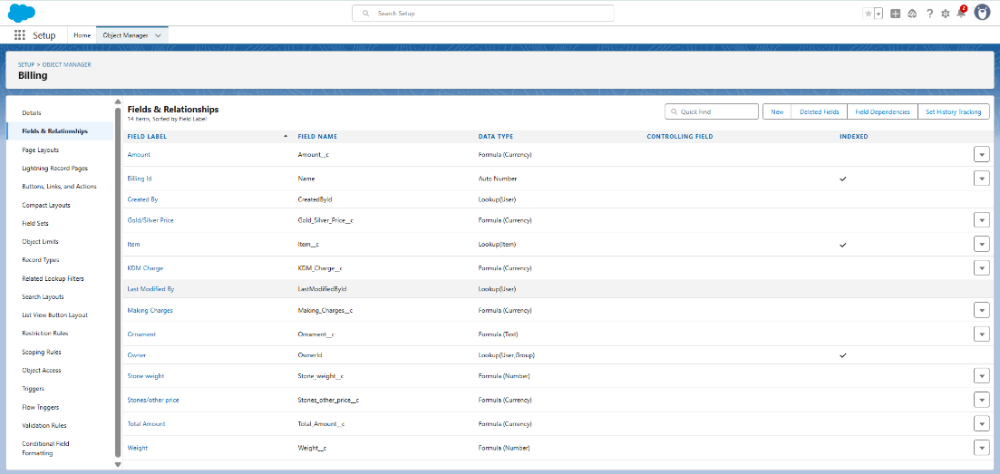 Search Setup
2
Setup
Home
Object Manager
SETUP > OBJECT MANAGER
Billing
Details
Fields & Relationships
Page Layouts
Lightning Record Pages
Buttons, Links, and Actions
Compact Layouts
Field Sets
Object Limits
Record Types
Related Lookup Filters
Search Layouts
List View Button Layout
Restriction Rules
Scoping Rules
Object Access
Triggers
Flow Triggers
Validation Rules
Conditional Field
Formatting
Fields & Relationships
14 Items, Sorted by Field Label
Quick Find
New
Deleted Fields
Field Dependencies
Set History Tracking
FIELD LABEL FIELD NAME DATA TYPE CONTROLLING FIELD INDEXED
Amount Amount__c Formula (Currency)
Billing Id Name Auto Number
Created By CreatedById Lookup(User)
Gold/Silver Price Gold_Silver_Price__c Formula (Currency)
Item Item__c Lookup(Item)
KDM Charge KDM_Charge__c Formula (Currency)
Last Modified By LastModifiedById Lookup(User)
Making Charges Making_Charges__c Formula (Currency)
Ornament Ornament__c Formula (Text)
Owner OwnerId Lookup(User,Group)
Stone weight Stone_weight__c Formula (Number)
Stones/other price Stones_other_price__c Formula (Currency)
Total Amount Total_Amount__c Formula (Currency)
Weight Weight__c Formula (Number)